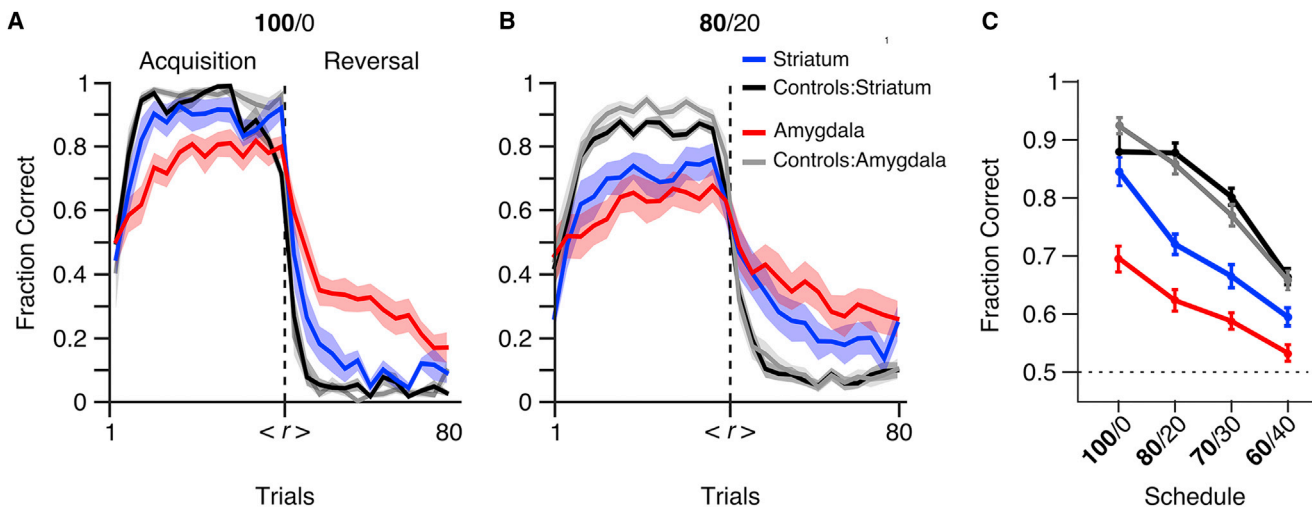 A
100/0
Acquisition
Reversal
Fraction Correct
1
0.8
0.6
0.4
0.2
0
1
< r >
80
Trials
B
80/20
1
Striatum
Controls:Striatum
Amygdala
Controls:Amygdala
1
0.8
0.6
0.4
0.2
0
1
< r >
80
Trials
C
Fraction Correct
1
0.9
0.8
0.7
0.6
0.5
100/0
80/20
70/30
60/40
Schedule